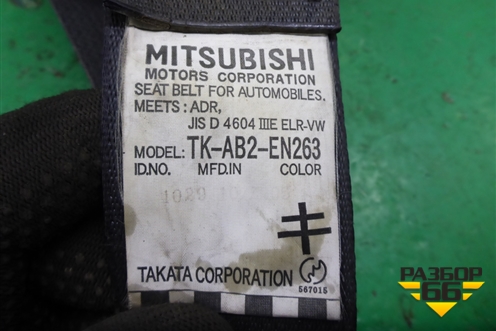 MITSUBISHI
MOTORS CORPORATION
SEAT BELT FOR AUTOMOBILES.
MEETS : ADR,
JIS D 4604 IIIE ELR-VW
MODEL: TK-AB2-EN263
ID.NO. MFD.IN COLOR
1029
キ
TAKATA CORPORATION
567015
РАЗБОР
66